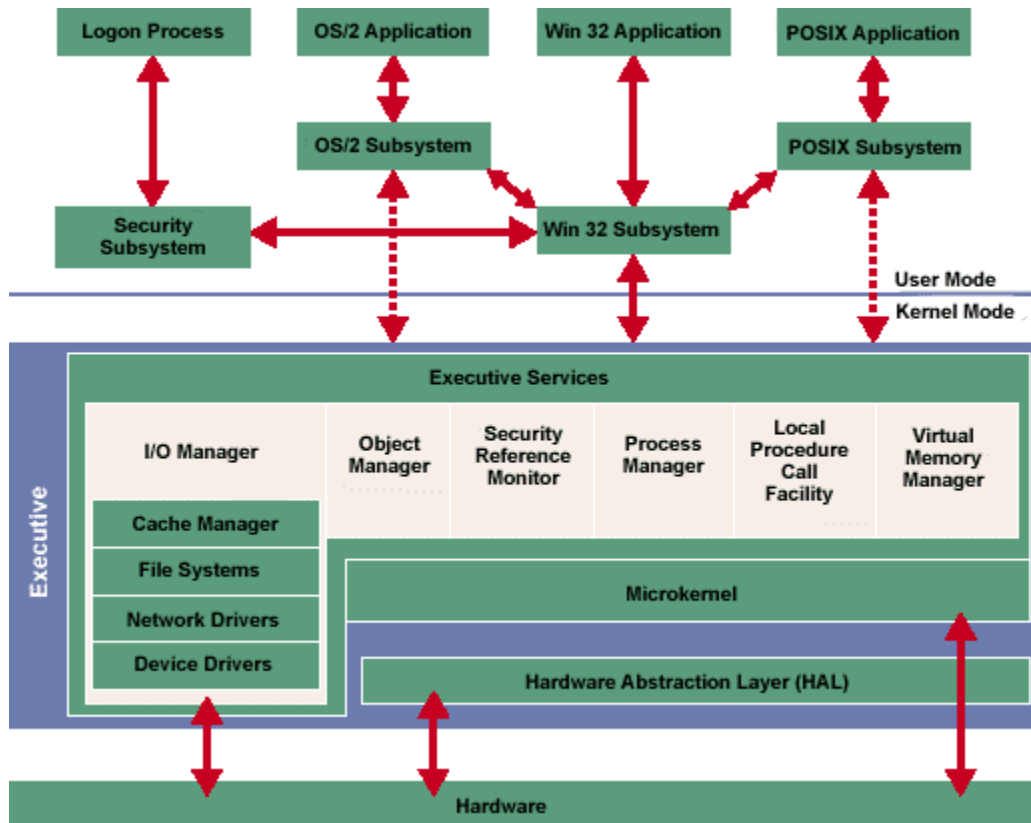 Logon Process
OS/2 Application
Win 32 Application
POSIX Application
OS/2 Subsystem
POSIX Subsystem
Security
Subsystem
Win 32 Subsystem
User Mode
Kernel Mode
Executive
Executive Services
I/O Manager
Object
Manager
Security
Reference
Monitor
Process
Manager
Local
Procedure
Call
Facility
Virtual
Memory
Manager
Cache Manager
File Systems
Network Drivers
Device Drivers
Microkernel
Hardware Abstraction Layer (HAL)
Hardware